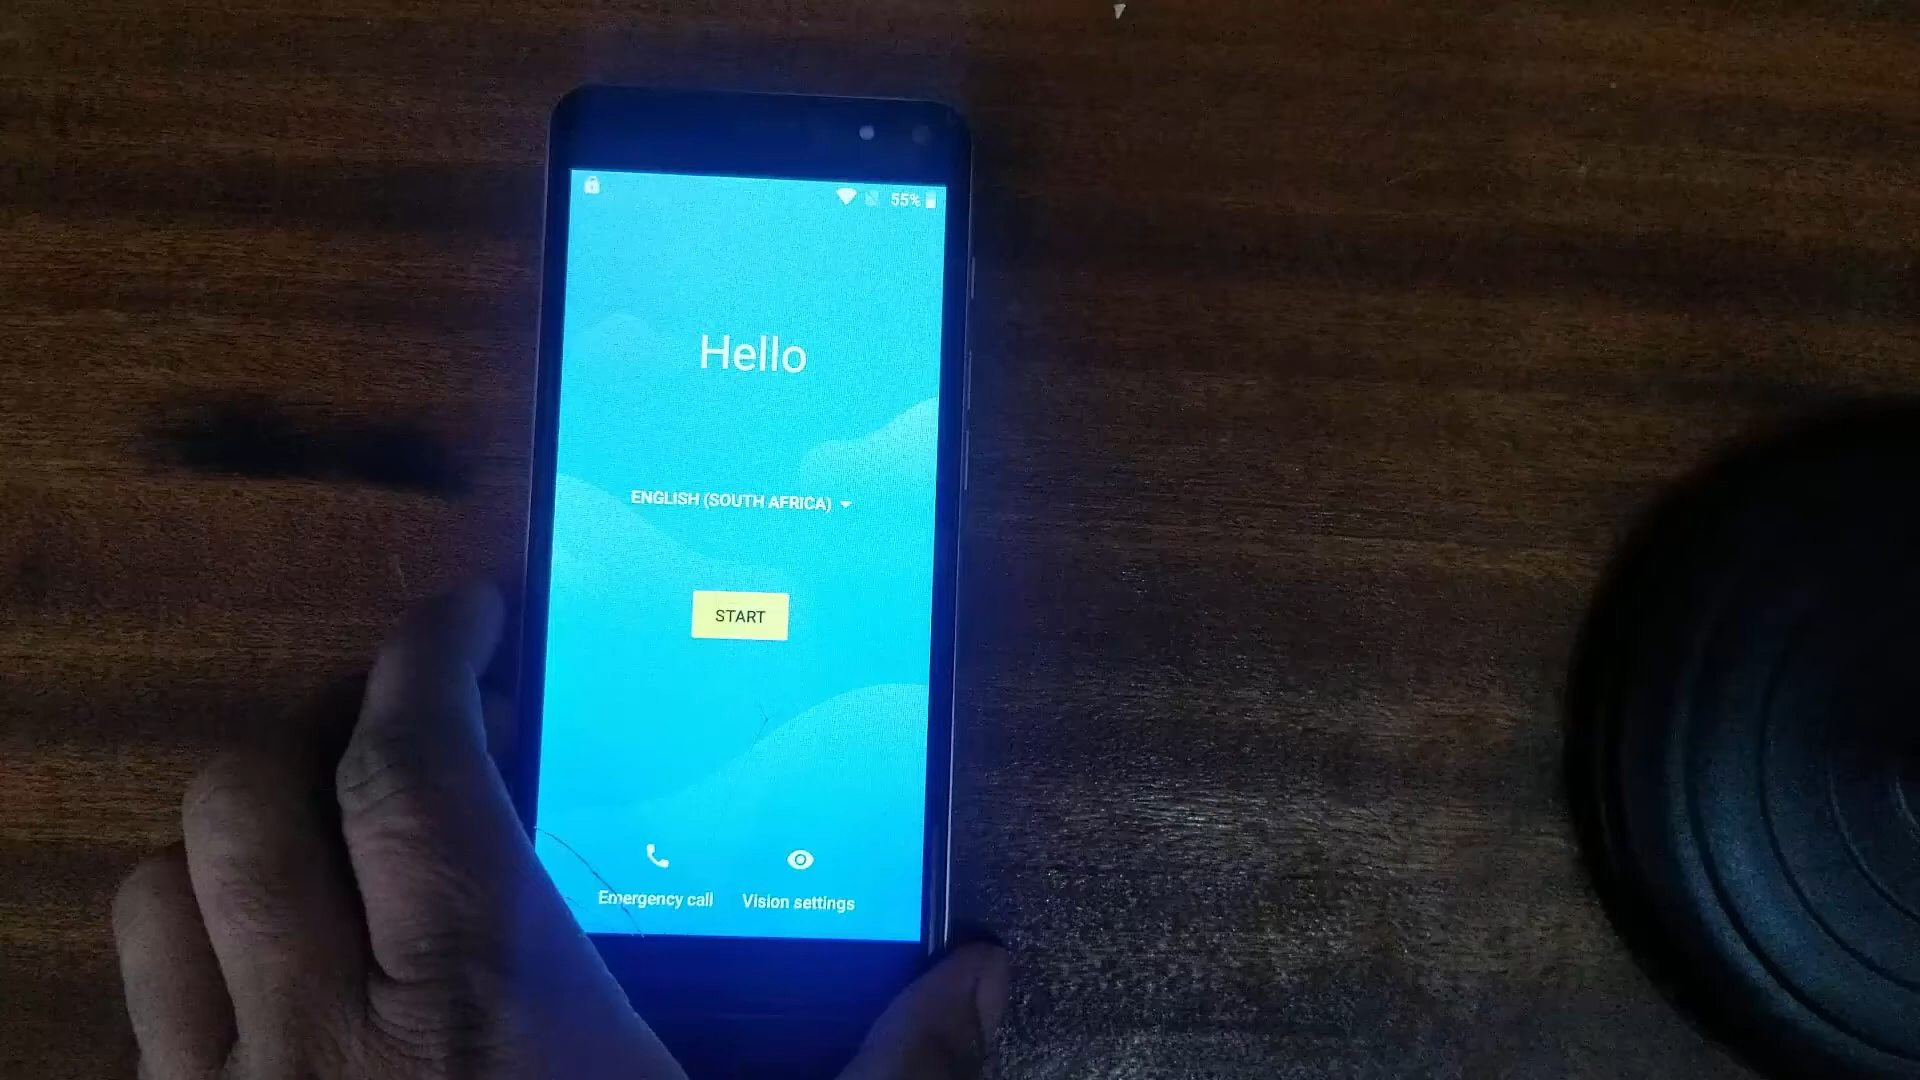 55%
Hello
ENGLISH (SOUTH AFRICA)
START
Emergency call
Vision settings